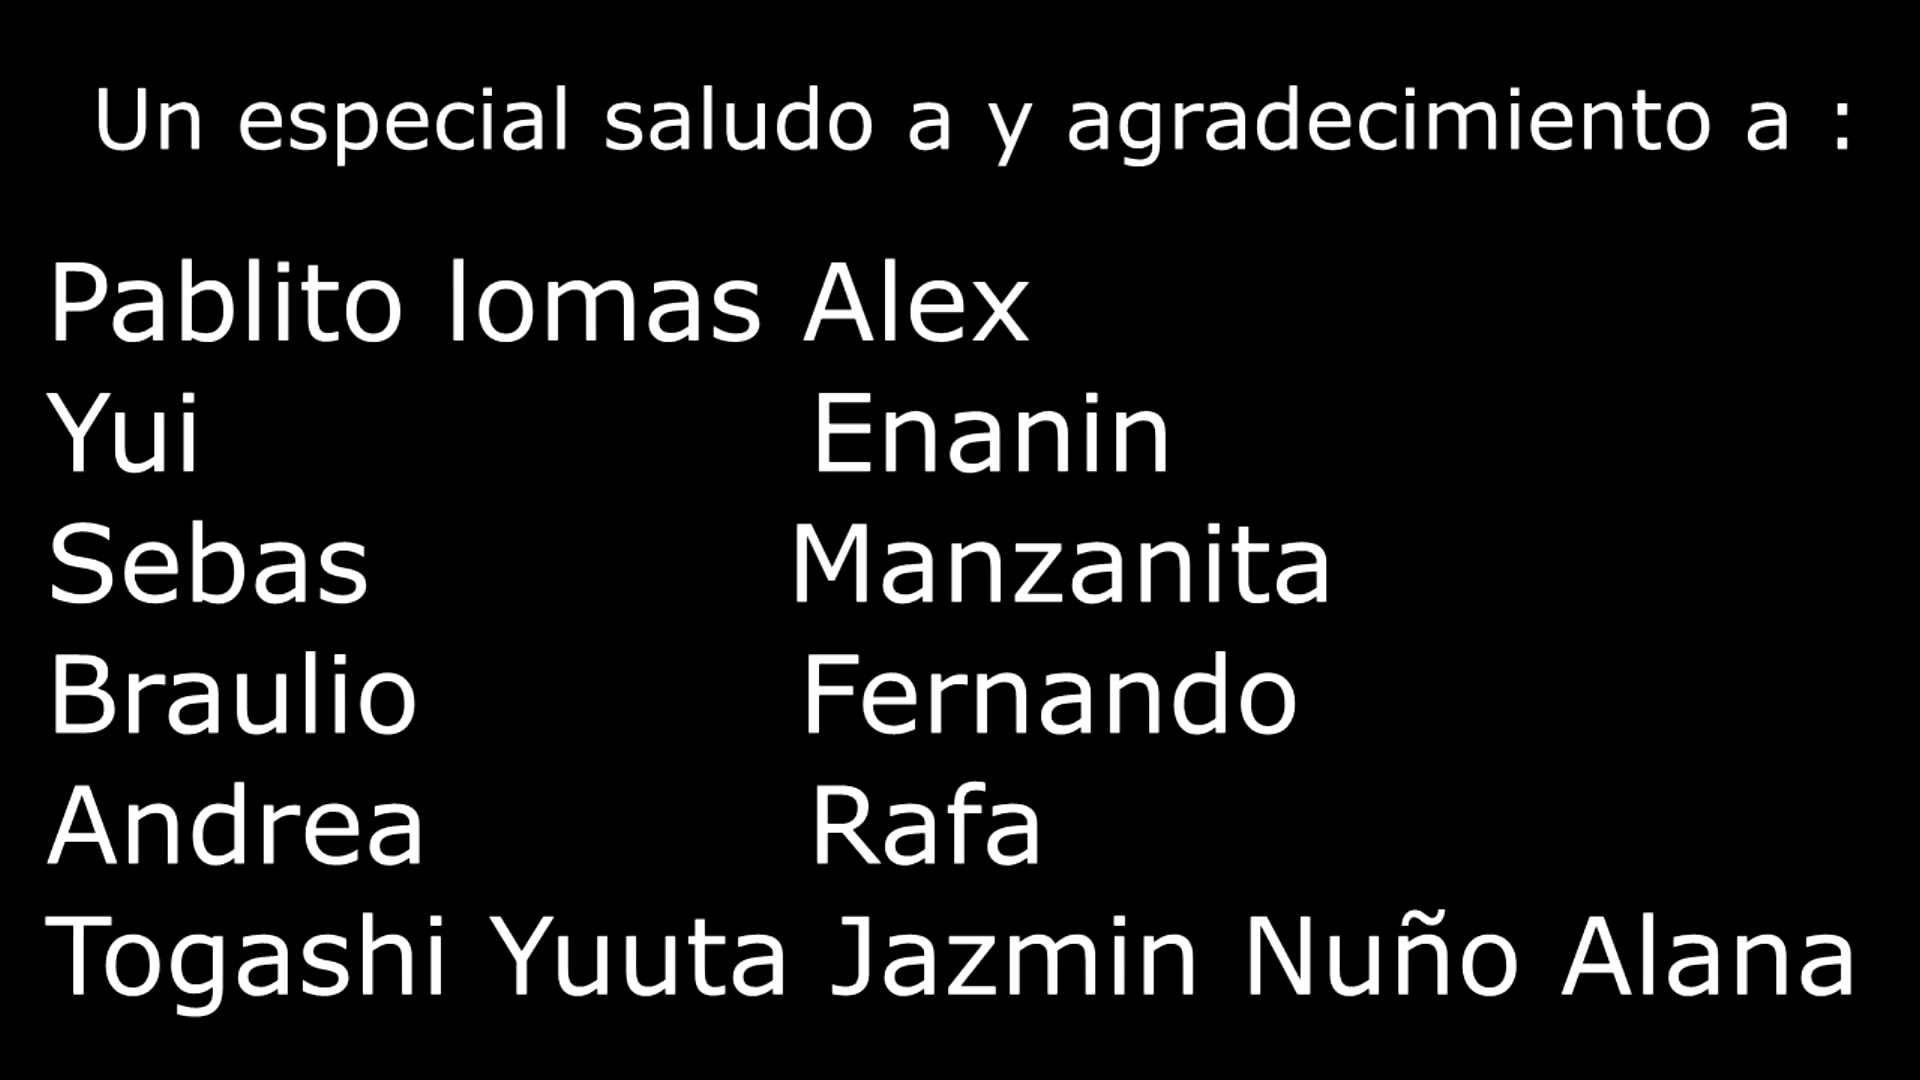 Un especial saludo a y agradecimiento a :
Pablito lomas Alex
Yui Enanin
Sebas Manzanita
Braulio Fernando
Andrea Rafa
Togashi Yuuta Jazmin Nuño Alana